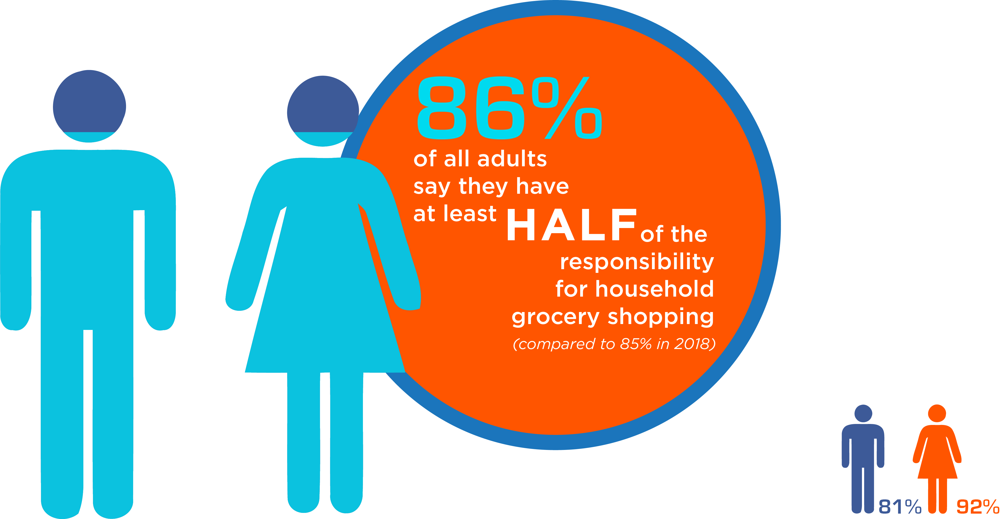 86%
of all adults
say they have
at least HALF of the
responsibility
for household
grocery shopping
(compared to 85% in 2018)
81% 92%